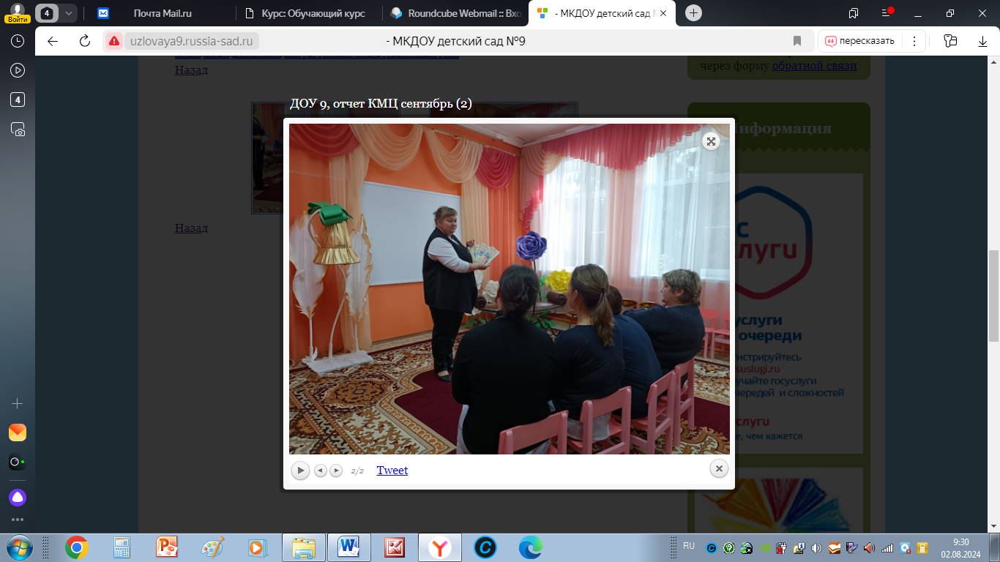 Войти
4
Почта Mail.ru
Курс: Обучающий курс
Roundcube Webmail :: Вхо
- МКДОУ детский сад №
uzlovaya9.russia-sad.ru
- МКДОУ детский сад №9
пересказать
4
Назад
через форму обратной связи
ДОУ 9, отчет КМЦ сентябрь (2)
нформация
Назад
с
луги
услуги
очереди
истрируйтесь
suslugi.ru
учайте госуслуги
чередей и сложностей
слуги
е, чем кажется
2/2
Tweet
RU
9:30
02.08.2024